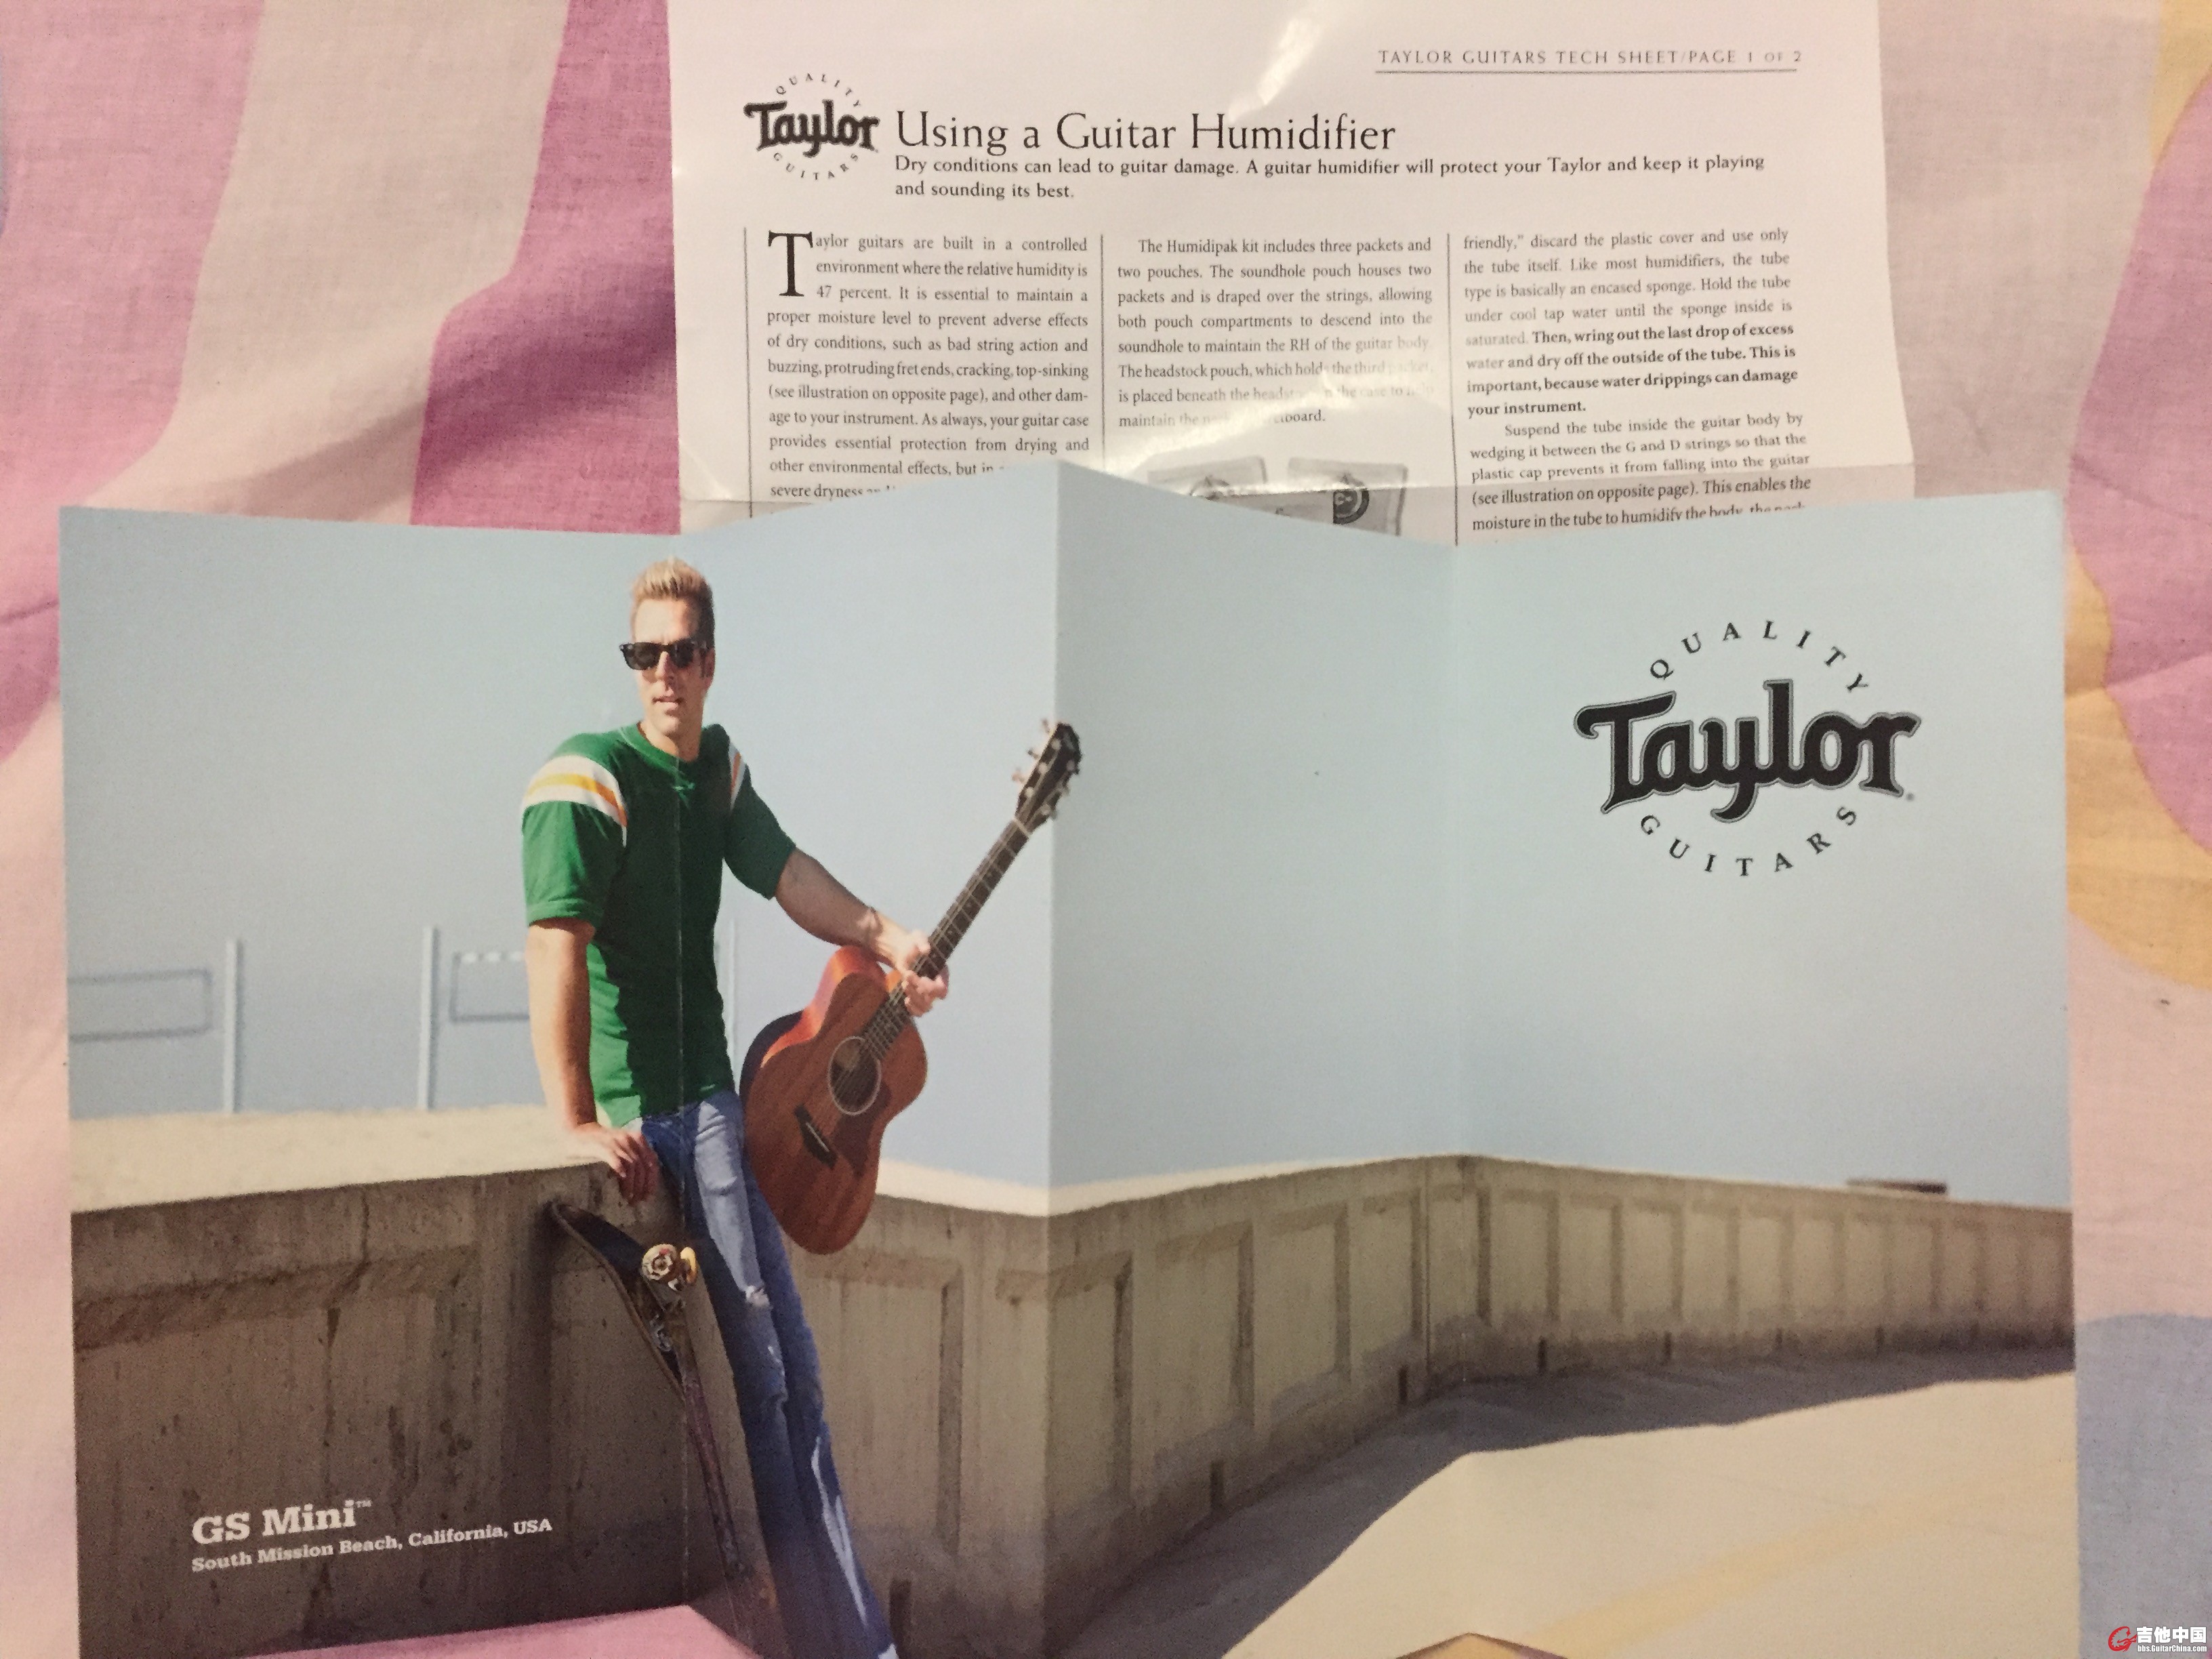 TAYLOR GUITARS TECH SHEET/PAGE 1 OF 2
QUALITY
Taylor
GUITARS
Using a Guitar Humidifier
Dry conditions can lead to guitar damage. A guitar humidifier will protect your Taylor and keep it playing
and sounding its best.
Taylor guitars are built in a controlled
environment where the relative humidity is
47 percent. It is essential to maintain a
proper moisture level to prevent adverse effects
of dry conditions, such as bad string action and
buzzing, protruding fret ends, cracking, top-sinking
(see illustration on opposite page), and other dam-
age to your instrument. As always, your guitar case
provides essential protection from drying and
other environmental effects, but in
severe dryness
The Humidipak kit includes three packets and
two pouches. The soundhole pouch houses two
packets and is draped over the strings, allowing
both pouch compartments to descend into the
soundhole to maintain the RH of the guitar body.
The headstock pouch, which holds the third packet,
is placed beneath the in the case to
maintain the
friendly," discard the plastic cover and use only
the tube itself. Like most humidifiers, the tube
type is basically an encased sponge. Hold the tube
under cool tap water until the sponge inside is
saturated. Then, wring out the last drop of excess
water and dry off the outside of the tube. This is
important, because water drippings can damage
your instrument.
Suspend the tube inside the guitar body by
wedging it between the G and D strings so that the
plastic cap prevents it from falling into the guitar
(see illustration on opposite page). This enables the
moisture in the tube to humidify the body, the
QUALITY
Taylor®
GUITARS
GS Mini™
South Mission Beach, California, USA
吉他中国
bbs.GuitarChina.com